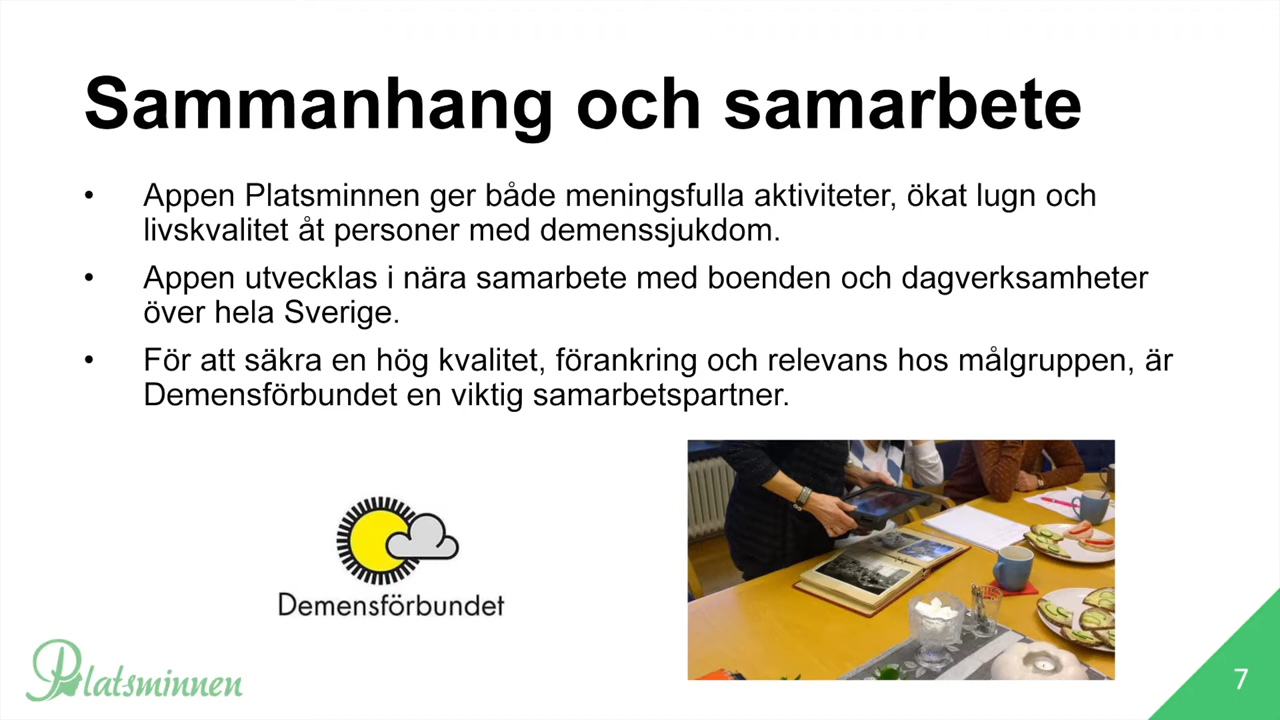 Sammanhang och samarbete
• Appen Platsminnen ger både meningsfulla aktiviteter, ökat lugn och
livskvalitet åt personer med demenssjukdom.
• Appen utvecklas i nära samarbete med boenden och dagverksamheter
över hela Sverige.
• För att säkra en hög kvalitet, förankring och relevans hos målgruppen, är
Demensförbundet en viktig samarbetspartner.
Demensförbundet
Platsminnen
7